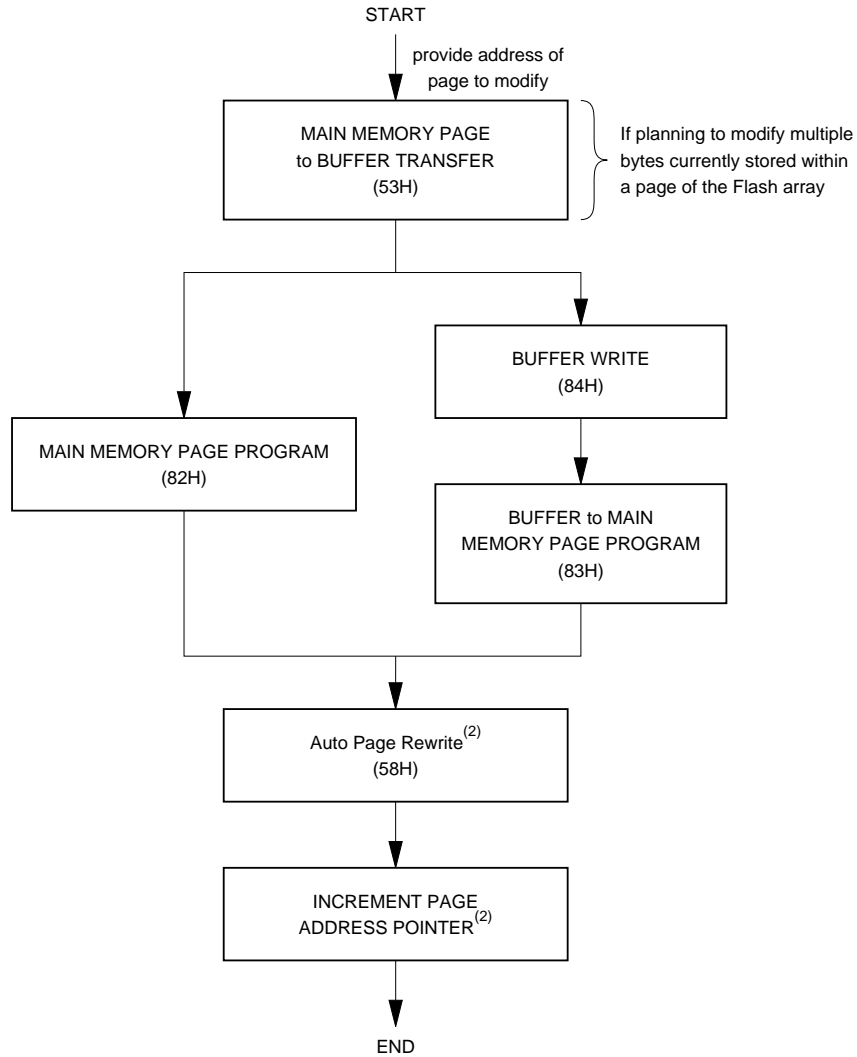 START
provide address of
page to modify
MAIN MEMORY PAGE
to BUFFER TRANSFER
(53H)
If planning to modify multiple
bytes currently stored within
a page of the Flash array
BUFFER WRITE
(84H)
MAIN MEMORY PAGE PROGRAM
(82H)
BUFFER to MAIN
MEMORY PAGE PROGRAM
(83H)
Auto Page Rewrite(2)
(58H)
INCREMENT PAGE
ADDRESS POINTER(2)
END